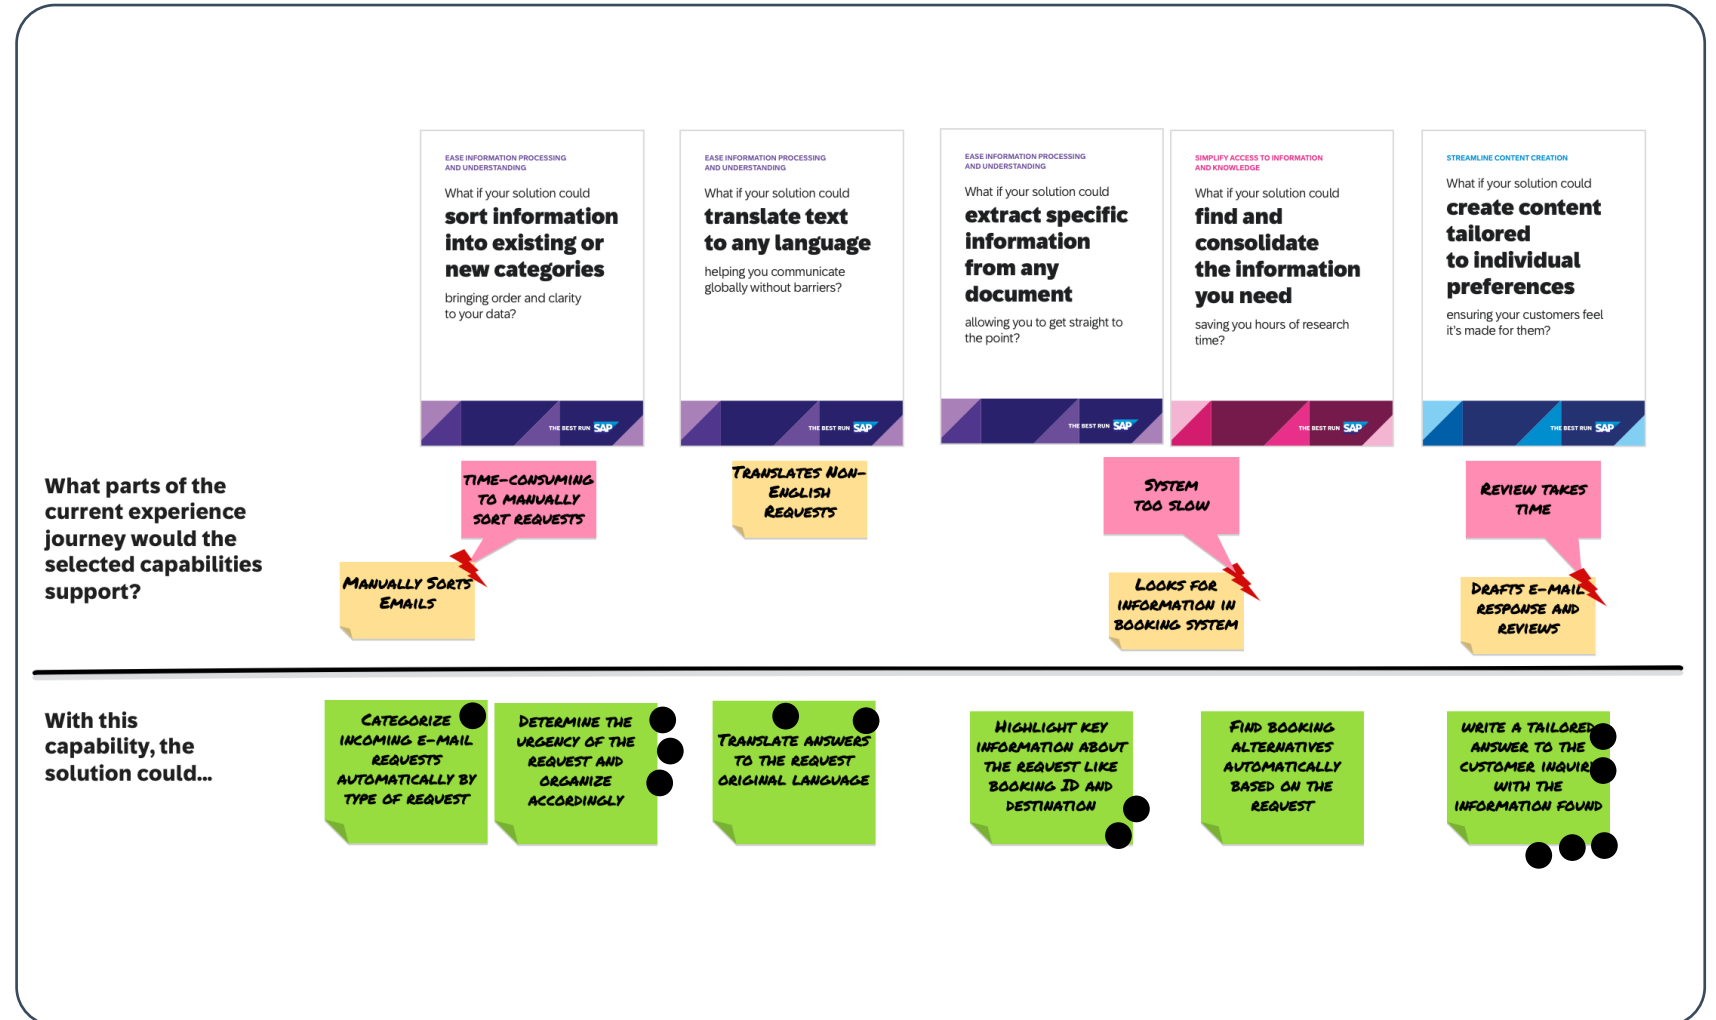 EASE INFORMATION PROCESSING
AND UNDERSTANDING
What if your solution could
sort information
into existing or
new categories
bringing order and clarity
to your data?
THE BEST RUN SAP
EASE INFORMATION PROCESSING
AND UNDERSTANDING
What if your solution could
translate text
to any language
helping you communicate
globally without barriers?
THE BEST RUN SAP
EASE INFORMATION PROCESSING
AND UNDERSTANDING
What if your solution could
extract specific
information
from any
document
allowing you to get straight to
the point?
THE BEST RUN SAP
SIMPLIFY ACCESS TO INFORMATION
AND KNOWLEDGE
What if your solution could
find and
consolidate
the information
you need
saving you hours of research
time?
THE BEST RUN SAP
STREAMLINE CONTENT CREATION
What if your solution could
create content
tailored
to individual
preferences
ensuring your customers feel
it's made for them?
THE BEST RUN SAP
What parts of the
current experience
journey would the
selected capabilities
support?
TIME-CONSUMING
TO MANUALLY
SORT REQUESTS
MANUALLY SORTS
EMAILS
TRANSLATES NON-
ENGLISH
REQUESTS
SYSTEM
TOO SLOW
LOOKS FOR
INFORMATION IN
BOOKING SYSTEM
REVIEW TAKES
TIME
DRAFTS E-MAIL
RESPONSE AND
REVIEWS
With this
capability, the
solution could...
CATEGORIZE
INCOMING E-MAIL
REQUESTS
AUTOMATICALLY BY
TYPE OF REQUEST
DETERMINE THE
URGENCY OF THE
REQUEST AND
ORGANIZE
ACCORDINGLY
TRANSLATE ANSWERS
TO THE REQUEST
ORIGINAL LANGUAGE
HIGHLIGHT KEY
INFORMATION ABOUT
THE REQUEST LIKE
BOOKING ID AND
DESTINATION
FIND BOOKING
ALTERNATIVES
AUTOMATICALLY
BASED ON THE
REQUEST
WRITE A TAILORED
ANSWER TO THE
CUSTOMER INQUIRY
WITH THE
INFORMATION FOUND